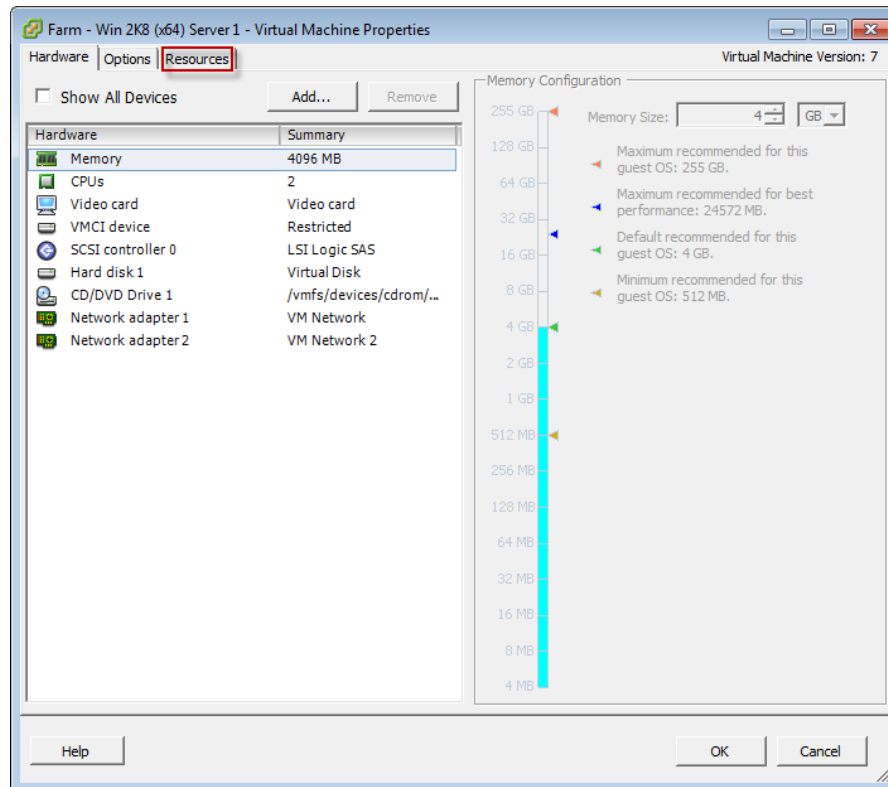 Farm - Win 2K8 (x64) Server 1 - Virtual Machine Properties
Hardware Options Resources
Virtual Machine Version: 7
Show All Devices
Add...
Remove
Hardware Summary
Memory 4096 MB
CPUs 2
Video card Video card
VMCI device Restricted
SCSI controller 0 LSI Logic SAS
Hard disk 1 Virtual Disk
CD/DVD Drive 1 /vmfs/devices/cdrom/...
Network adapter 1 VM Network
Network adapter 2 VM Network 2
Memory Configuration
255 GB
128 GB
64 GB
32 GB
16 GB
8 GB
4 GB
2 GB
1 GB
512 MB
256 MB
128 MB
64 MB
32 MB
16 MB
8 MB
4 MB
Memory Size: 4 GB
Maximum recommended for this
guest OS: 255 GB.
Maximum recommended for best
performance: 24572 MB.
Default recommended for this
guest OS: 4 GB.
Minimum recommended for this
guest OS: 512 MB.
Help
OK
Cancel